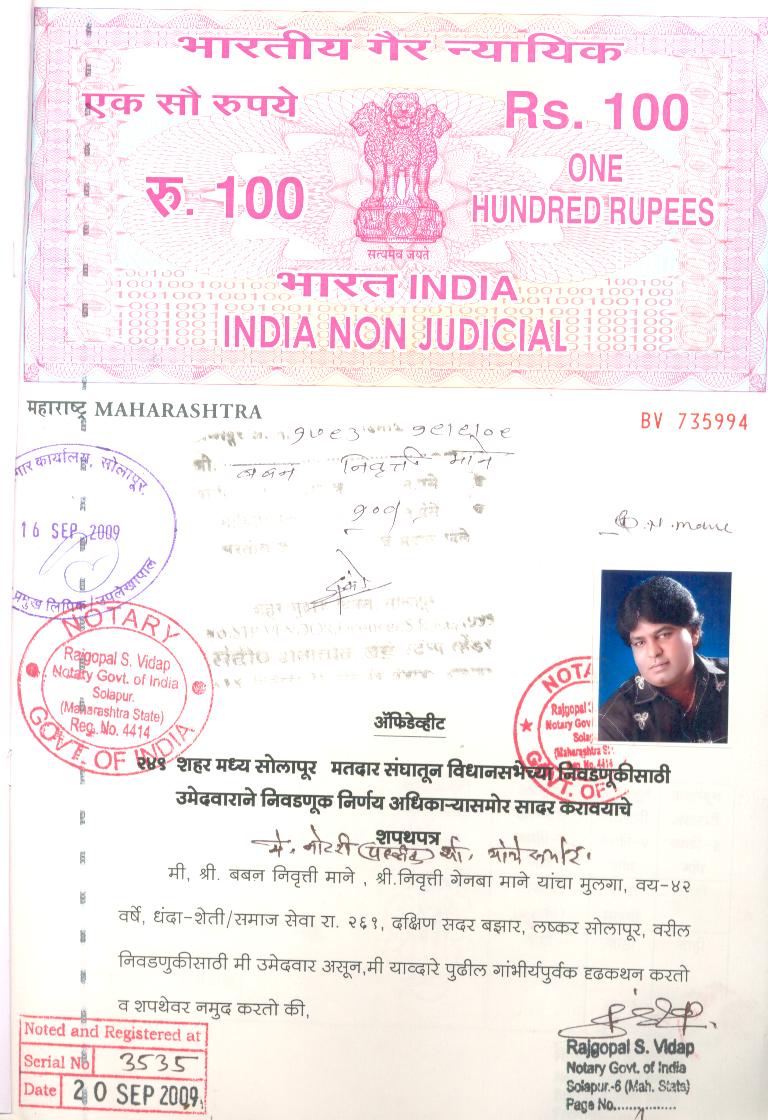 भारतीय गैर न्यायिक
एक सौ रुपये
Rs. 100
रु. 100
ONE
HUNDRED RUPEES
सत्यमेव जयते
भारत INDIA
INDIA NON JUDICIAL
महाराष्ट्र MAHARASHTRA
BV 735994
बबन निवृत्ती माने
कार्यालय, सोलापूर.
16 SEP 2009
प्रमुख लिपिक/उपलेखापाल
B.N. mane
NOTARY
Rajgopal S. Vidap
Notary Govt. of India
Solapur.
(Maharashtra State)
Reg. No. 4414
GOVT. OF INDIA
ॲफिडेव्हीट
२४९ शहर मध्य सोलापूर मतदार संघातून विधानसभेच्या निवडणूकीसाठी
उमेदवाराने निवडणूक निर्णय अधिकाऱ्यासमोर सादर करावयाचे
शपथपत्र
मी, श्री. बबन निवृत्ती माने , श्री.निवृत्ती गेनबा माने यांचा मुलगा, वय-४२
वर्षे, धंदा-शेती/समाज सेवा रा. २६१, दक्षिण सदर बझार, लष्कर सोलापूर, वरील
निवडणुकीसाठी मी उमेदवार असून,मी याव्दारे पुढील गांभीर्यपुर्वक दृढकथन करतो
व शपथेवर नमुद करतो की,
Noted and Registered at
Serial No 3535
Date 20 SEP 2009
Rajgopal S. Vidap
Notary Govt. of India
Solapur.-6 (Mah. State)
Page No..............